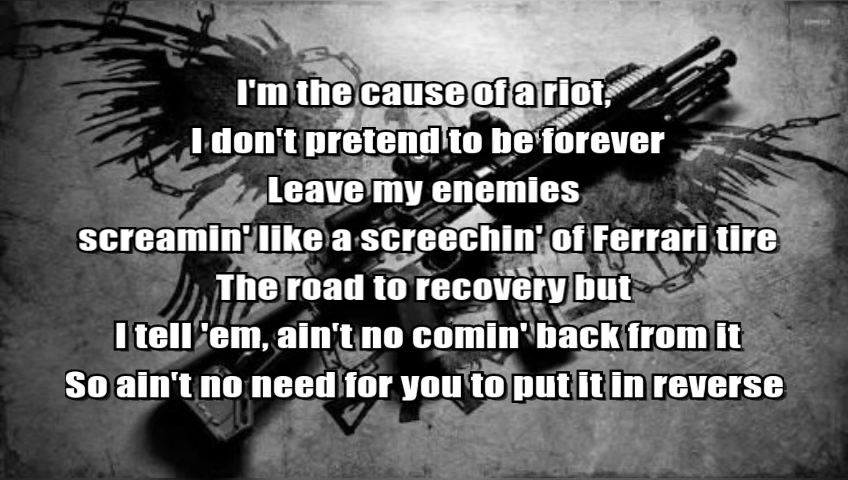 I'm the cause of a riot,
I don't pretend to be forever
Leave my enemies
screamin' like a screechin' of Ferrari tire
The road to recovery but
I tell 'em, ain't no comin' back from it
So ain't no need for you to put it in reverse